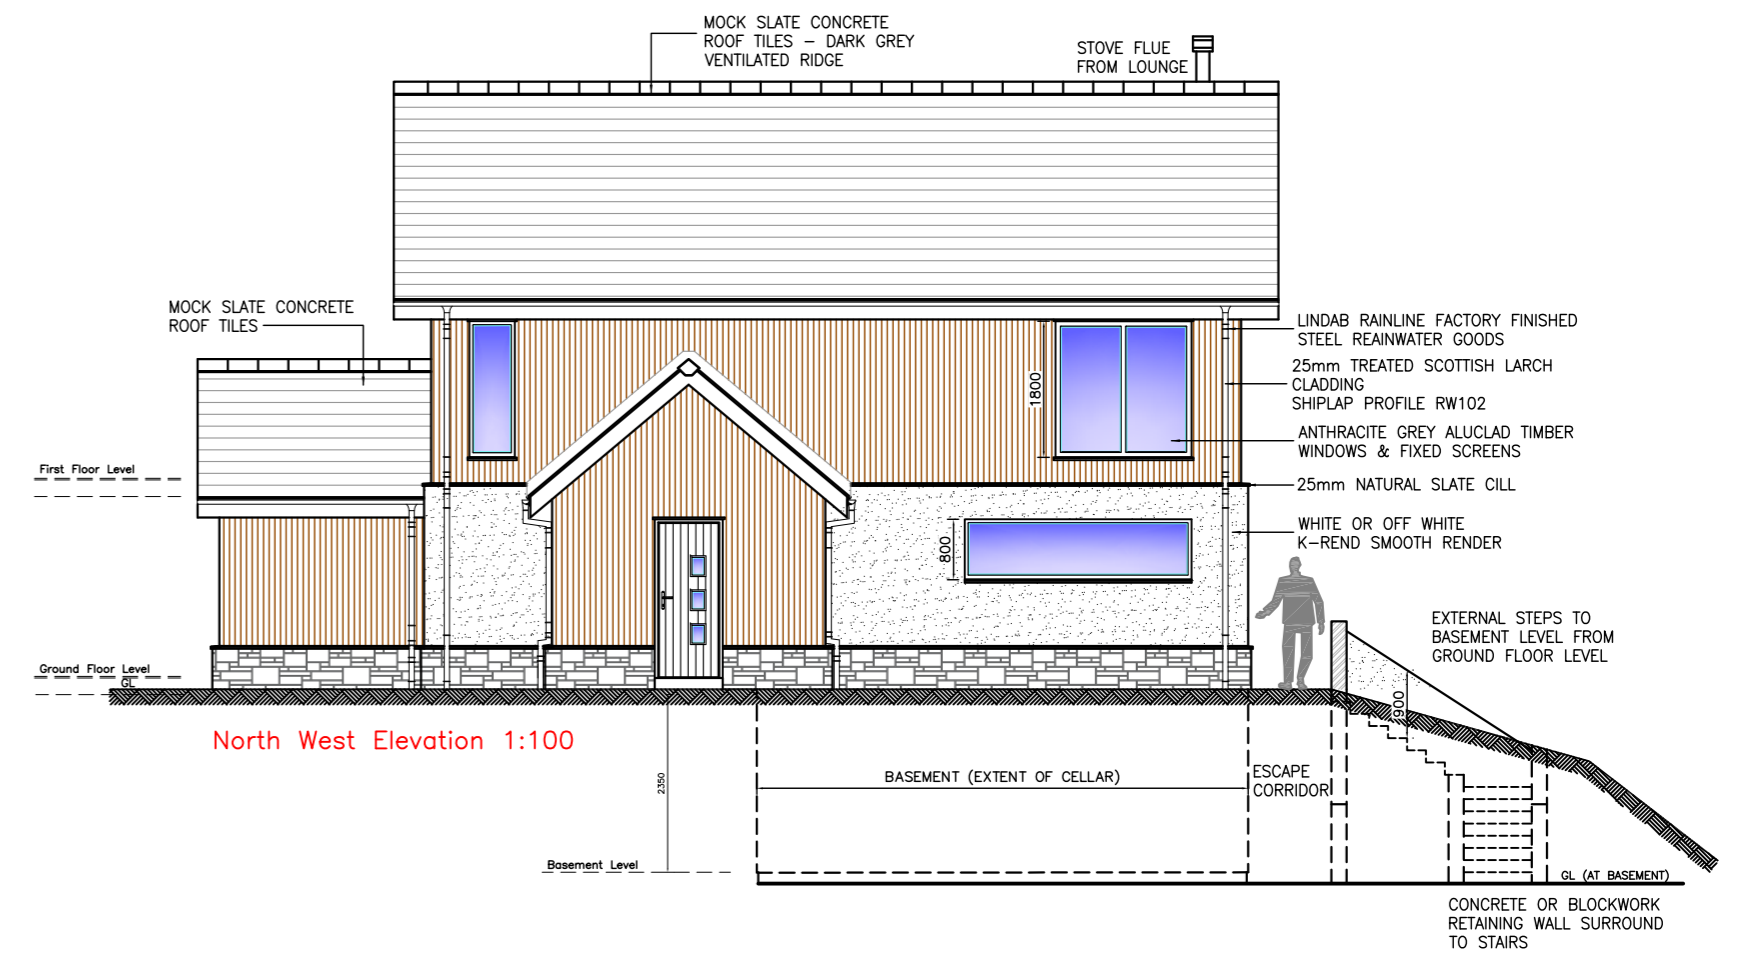 MOCK SLATE CONCRETE
ROOF TILES – DARK GREY
VENTILATED RIDGE
STOVE FLUE
FROM LOUNGE
MOCK SLATE CONCRETE
ROOF TILES
LINDAB RAINLINE FACTORY FINISHED
STEEL REAINWATER GOODS
25mm TREATED SCOTTISH LARCH
CLADDING
SHIPLAP PROFILE RW102
1800
ANTHRACITE GREY ALUCLAD TIMBER
WINDOWS & FIXED SCREENS
First Floor Level
25mm NATURAL SLATE CILL
WHITE OR OFF WHITE
K–REND SMOOTH RENDER
800
EXTERNAL STEPS TO
BASEMENT LEVEL FROM
GROUND FLOOR LEVEL
Ground Floor Level
GL
900
North West Elevation 1:100
2350
BASEMENT (EXTENT OF CELLAR)
ESCAPE
CORRIDOR
Basement Level
GL (AT BASEMENT)
CONCRETE OR BLOCKWORK
RETAINING WALL SURROUND
TO STAIRS